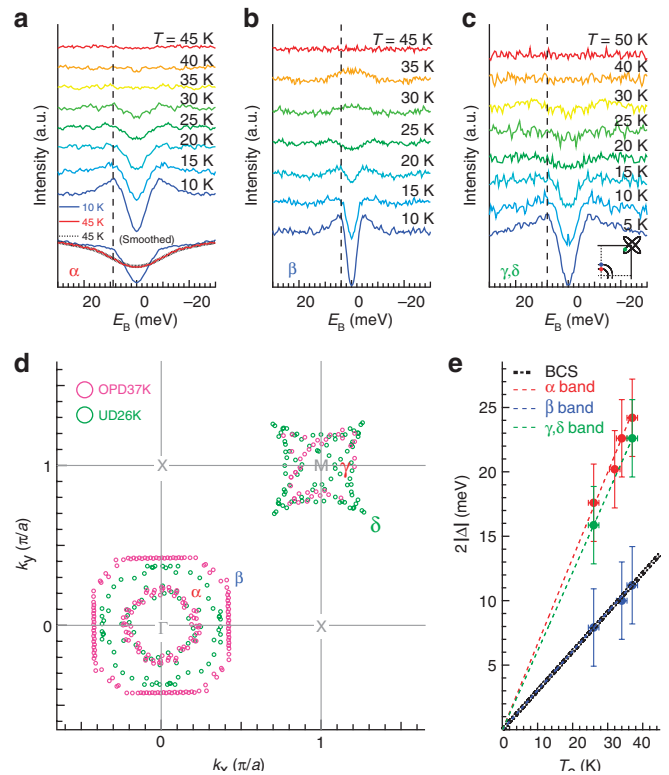 a
T = 45 K
40 K
35 K
30 K
25 K
20 K
15 K
10 K
10 K
45 K
45 K
(Smoothed)
α
Intensity (a.u.)
20 0 −20
E_B (meV)
b
T = 45 K
35 K
30 K
25 K
20 K
15 K
10 K
β
Intensity (a.u.)
20 0 −20
E_B (meV)
c
T = 50 K
40 K
30 K
25 K
20 K
15 K
10 K
5 K
γ,δ
Intensity (a.u.)
20 0 −20
E_B (meV)
d
OPD37K
UD26K
X
M
γ
δ
β
α
Γ
X
1
0
k_y (π/a)
0 1
k_x (π/a)
e
BCS
α band
β band
γ,δ band
25
20
15
10
5
2 |Δ| (meV)
0 10 20 30 40
T_c (K)